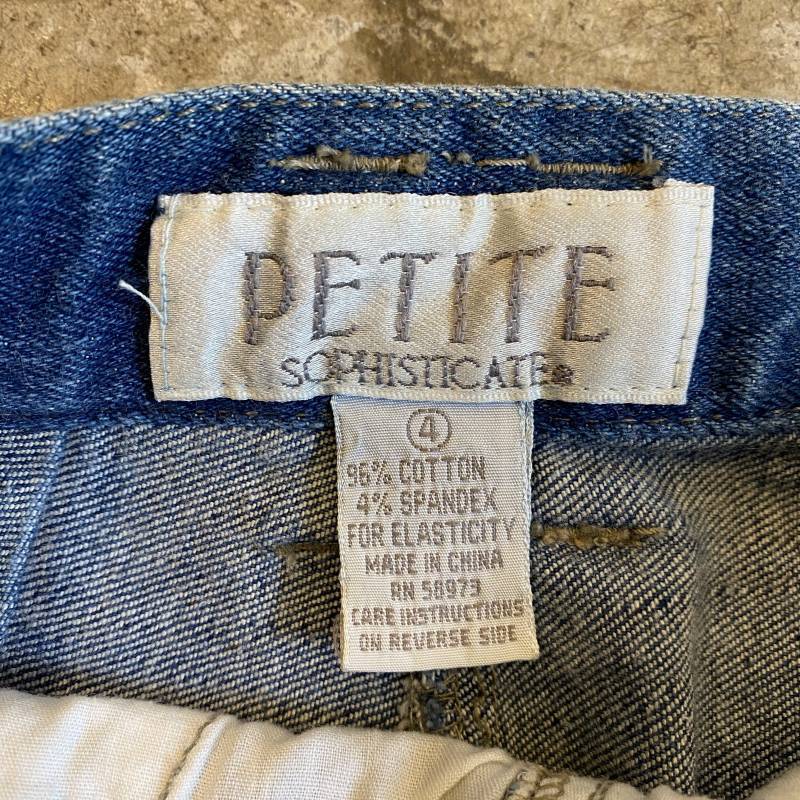 PETITE
SOPHISTICATE®
4
96% COTTON
4% SPANDEX
FOR ELASTICITY
MADE IN CHINA
RN 58973
CARE INSTRUCTIONS
ON REVERSE SIDE